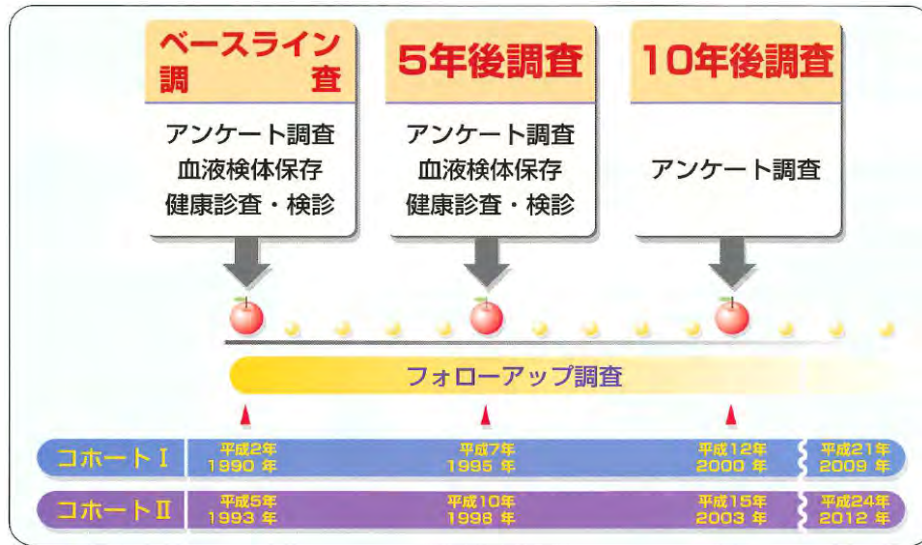 ベースライン
調査
アンケート調査
血液検体保存
健康診査・検診
5年後調査
アンケート調査
血液検体保存
健康診査・検診
10年後調査
アンケート調査
フォローアップ調査
コホートⅠ
平成2年
1990 年
平成7年
1995 年
平成12年
2000 年
平成21年
2009 年
コホートⅡ
平成5年
1993 年
平成10年
1998 年
平成15年
2003 年
平成24年
2012 年